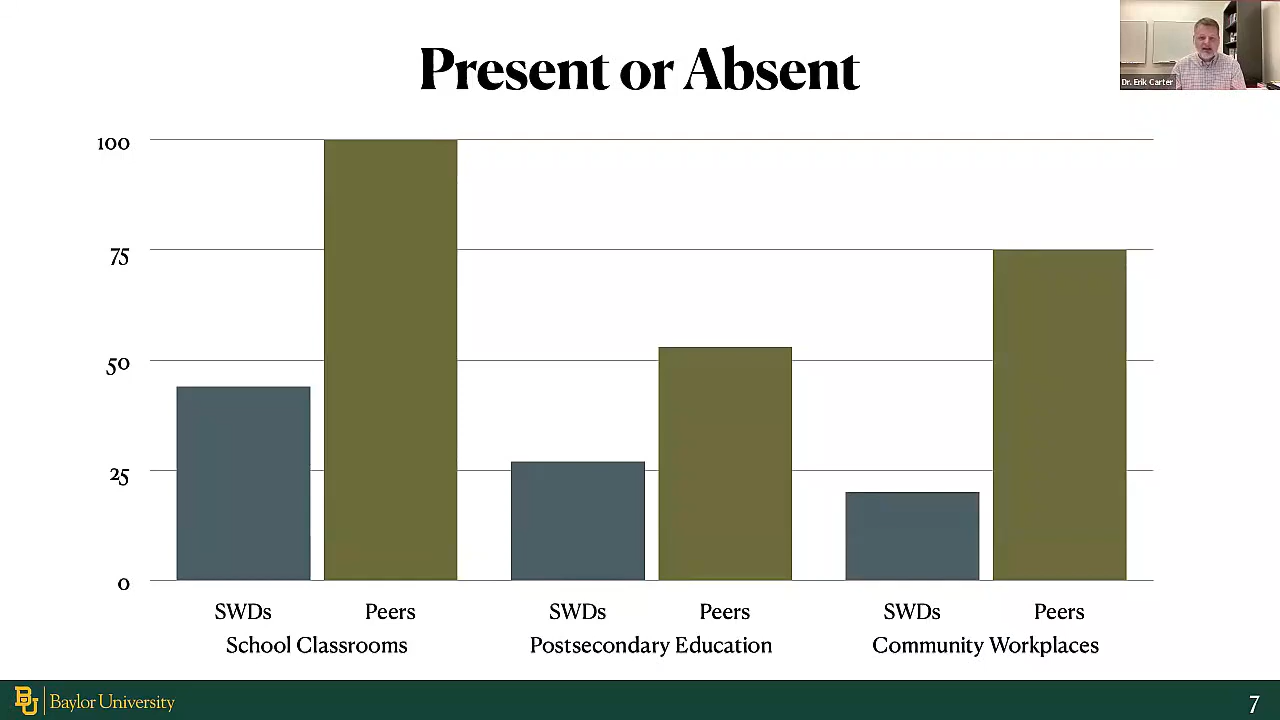 Present or Absent
Dr. Erik Carter
100
75
50
25
0
SWDs Peers SWDs Peers SWDs Peers
School Classrooms Postsecondary Education Community Workplaces
BU Baylor University
7